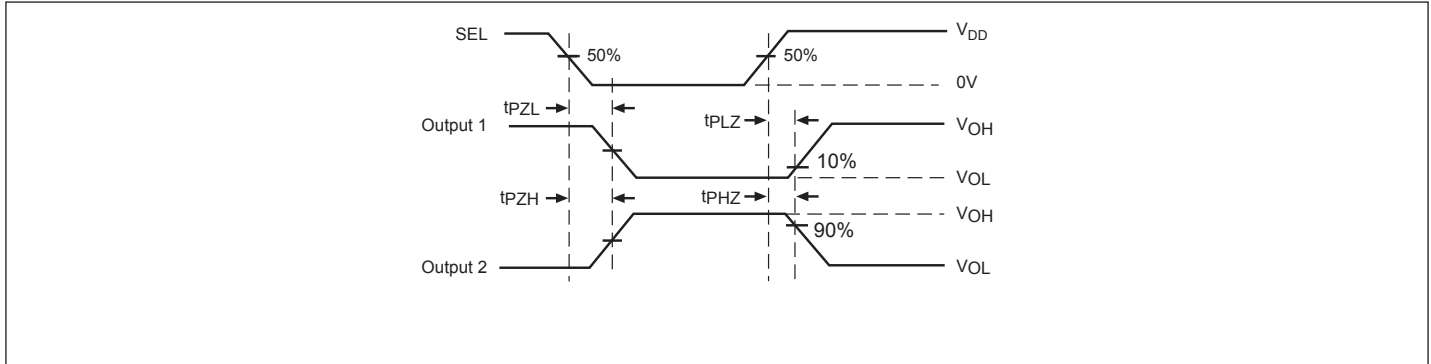 SEL
50%
50%
VDD
0V
tPZL
tPLZ
Output 1
VOH
10%
VOL
tPZH
tPHZ
VOH
90%
Output 2
VOL